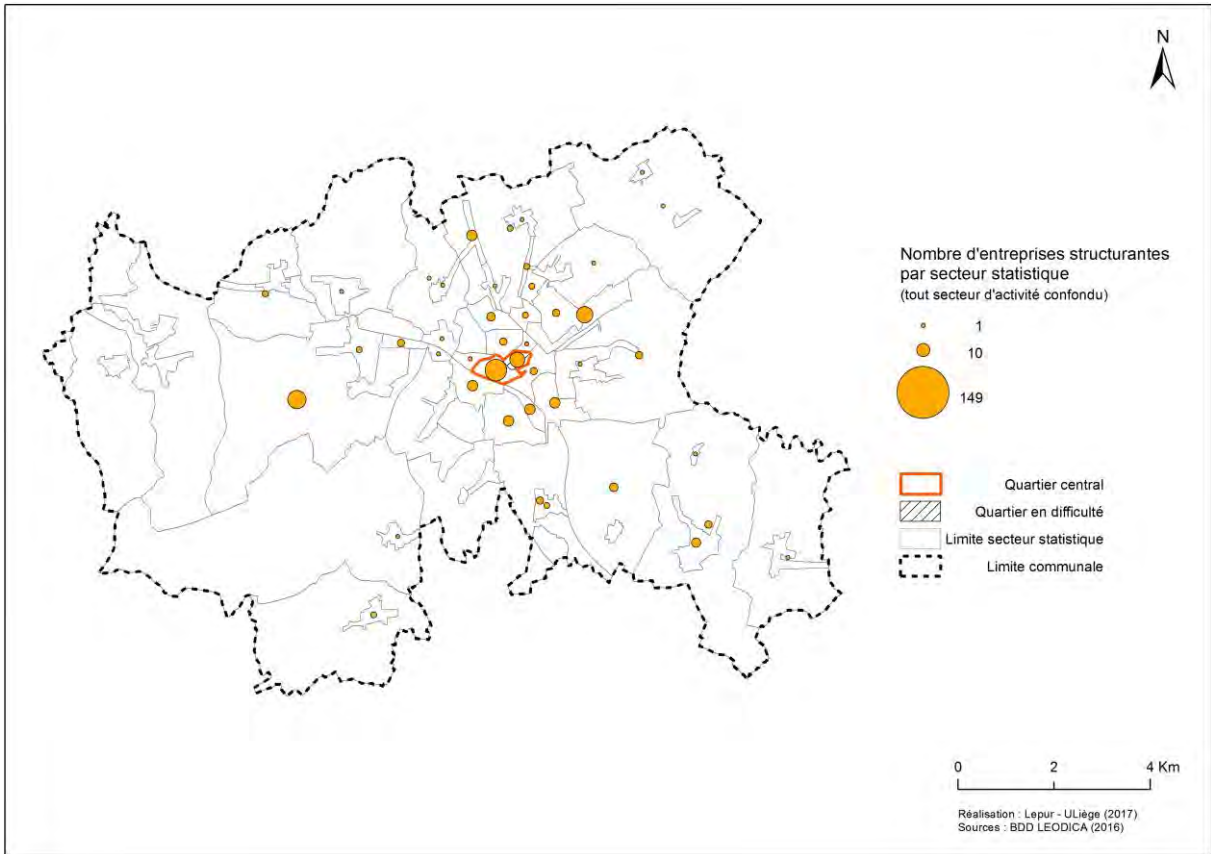 N
Nombre d'entreprises structurantes
par secteur statistique
(tout secteur d'activité confondu)
1
10
149
Quartier central
Quartier en difficulté
Limite secteur statistique
Limite communale
0 2 4 Km
Réalisation : Lepur - ULiège (2017)
Sources : BDD LEODICA (2016)